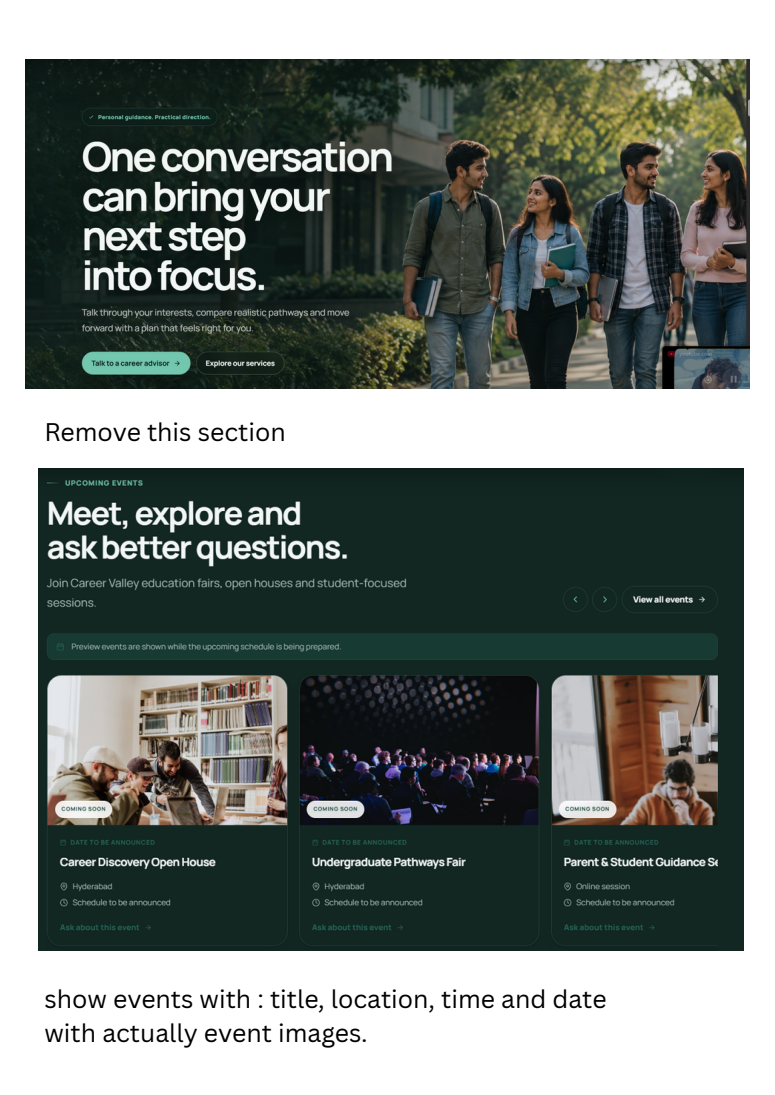 Personal guidance. Practical direction.
One conversation
can bring your
next step
into focus.
Talk through your interests, compare realistic pathways and move
forward with a plan that feels right for you.
Talk to a career advisor →
Explore our services
Remove this section
UPCOMING EVENTS
Meet, explore and
ask better questions.
Join Career Valley education fairs, open houses and student-focused
sessions.
View all events →
Preview events are shown while the upcoming schedule is being prepared.
COMING SOON
DATE TO BE ANNOUNCED
Career Discovery Open House
Hyderabad
Schedule to be announced
Ask about this event →
COMING SOON
DATE TO BE ANNOUNCED
Undergraduate Pathways Fair
Hyderabad
Schedule to be announced
Ask about this event →
COMING SOON
DATE TO BE ANNOUNCED
Parent & Student Guidance Se
Online session
Schedule to be announced
Ask about this event →
show events with : title, location, time and date
with actually event images.